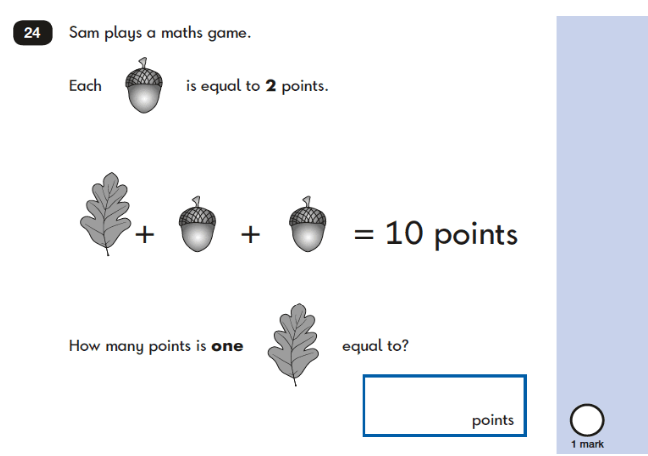 24 Sam plays a maths game.
Each is equal to 2 points.
+ + = 10 points
How many points is one equal to?
points
1 mark